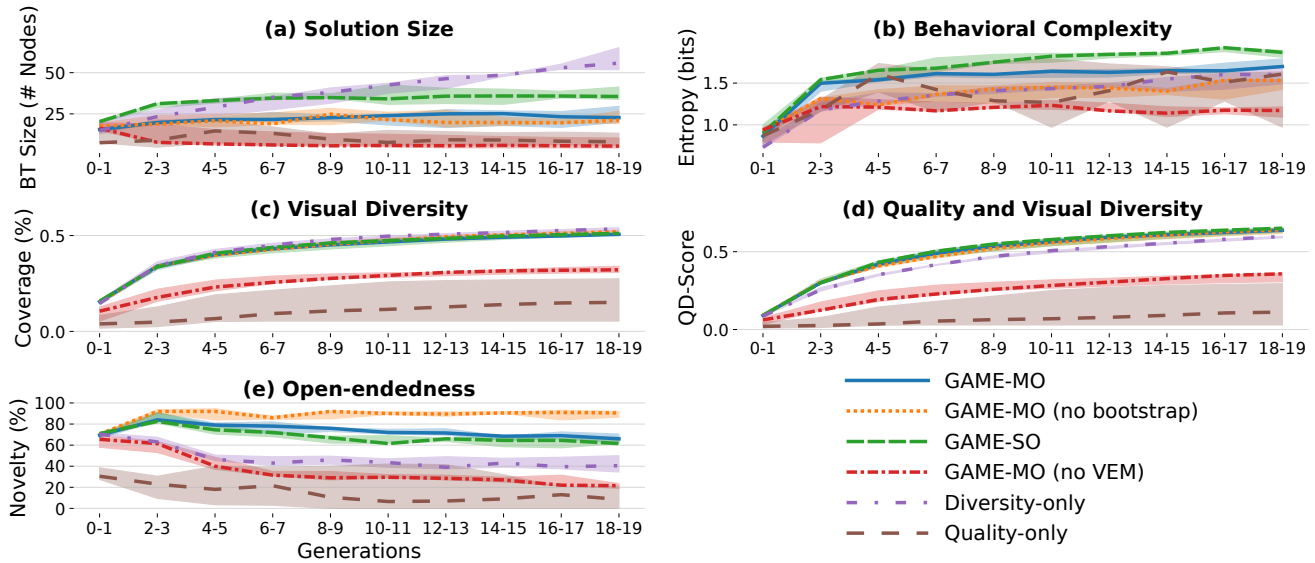 (a) Solution Size
BT Size (# Nodes)
50
25
0-1 2-3 4-5 6-7 8-9 10-11 12-13 14-15 16-17 18-19
(b) Behavioral Complexity
Entropy (bits)
1.5
1.0
0-1 2-3 4-5 6-7 8-9 10-11 12-13 14-15 16-17 18-19
(c) Visual Diversity
Coverage (%)
0.5
0.0
0-1 2-3 4-5 6-7 8-9 10-11 12-13 14-15 16-17 18-19
(d) Quality and Visual Diversity
QD-Score
0.5
0.0
0-1 2-3 4-5 6-7 8-9 10-11 12-13 14-15 16-17 18-19
(e) Open-endedness
Novelty (%)
100
80
60
40
20
0
0-1 2-3 4-5 6-7 8-9 10-11 12-13 14-15 16-17 18-19
Generations
GAME-MO
GAME-MO (no bootstrap)
GAME-SO
GAME-MO (no VEM)
Diversity-only
Quality-only